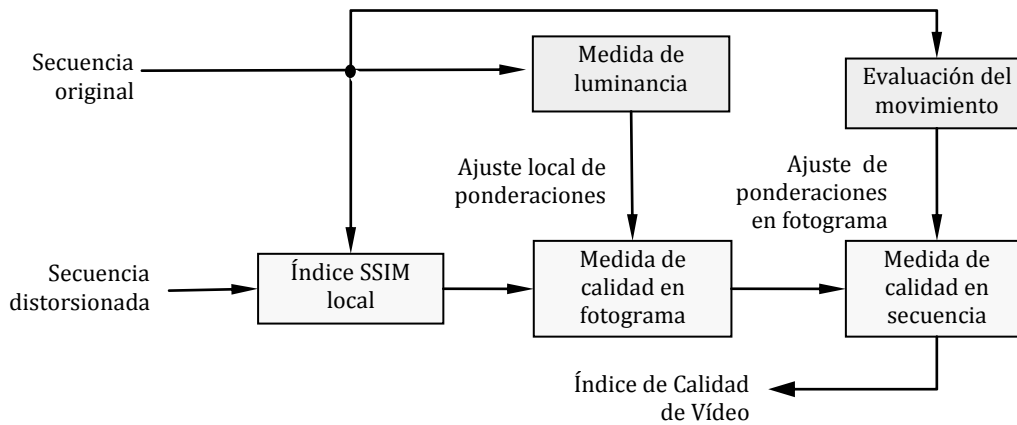 Secuencia
original
Medida de
luminancia
Evaluación del
movimiento
Ajuste local de
ponderaciones
Ajuste de
ponderaciones
en fotograma
Secuencia
distorsionada
Índice SSIM
local
Medida de
calidad en
fotograma
Medida de
calidad en
secuencia
Índice de Calidad
de Vídeo